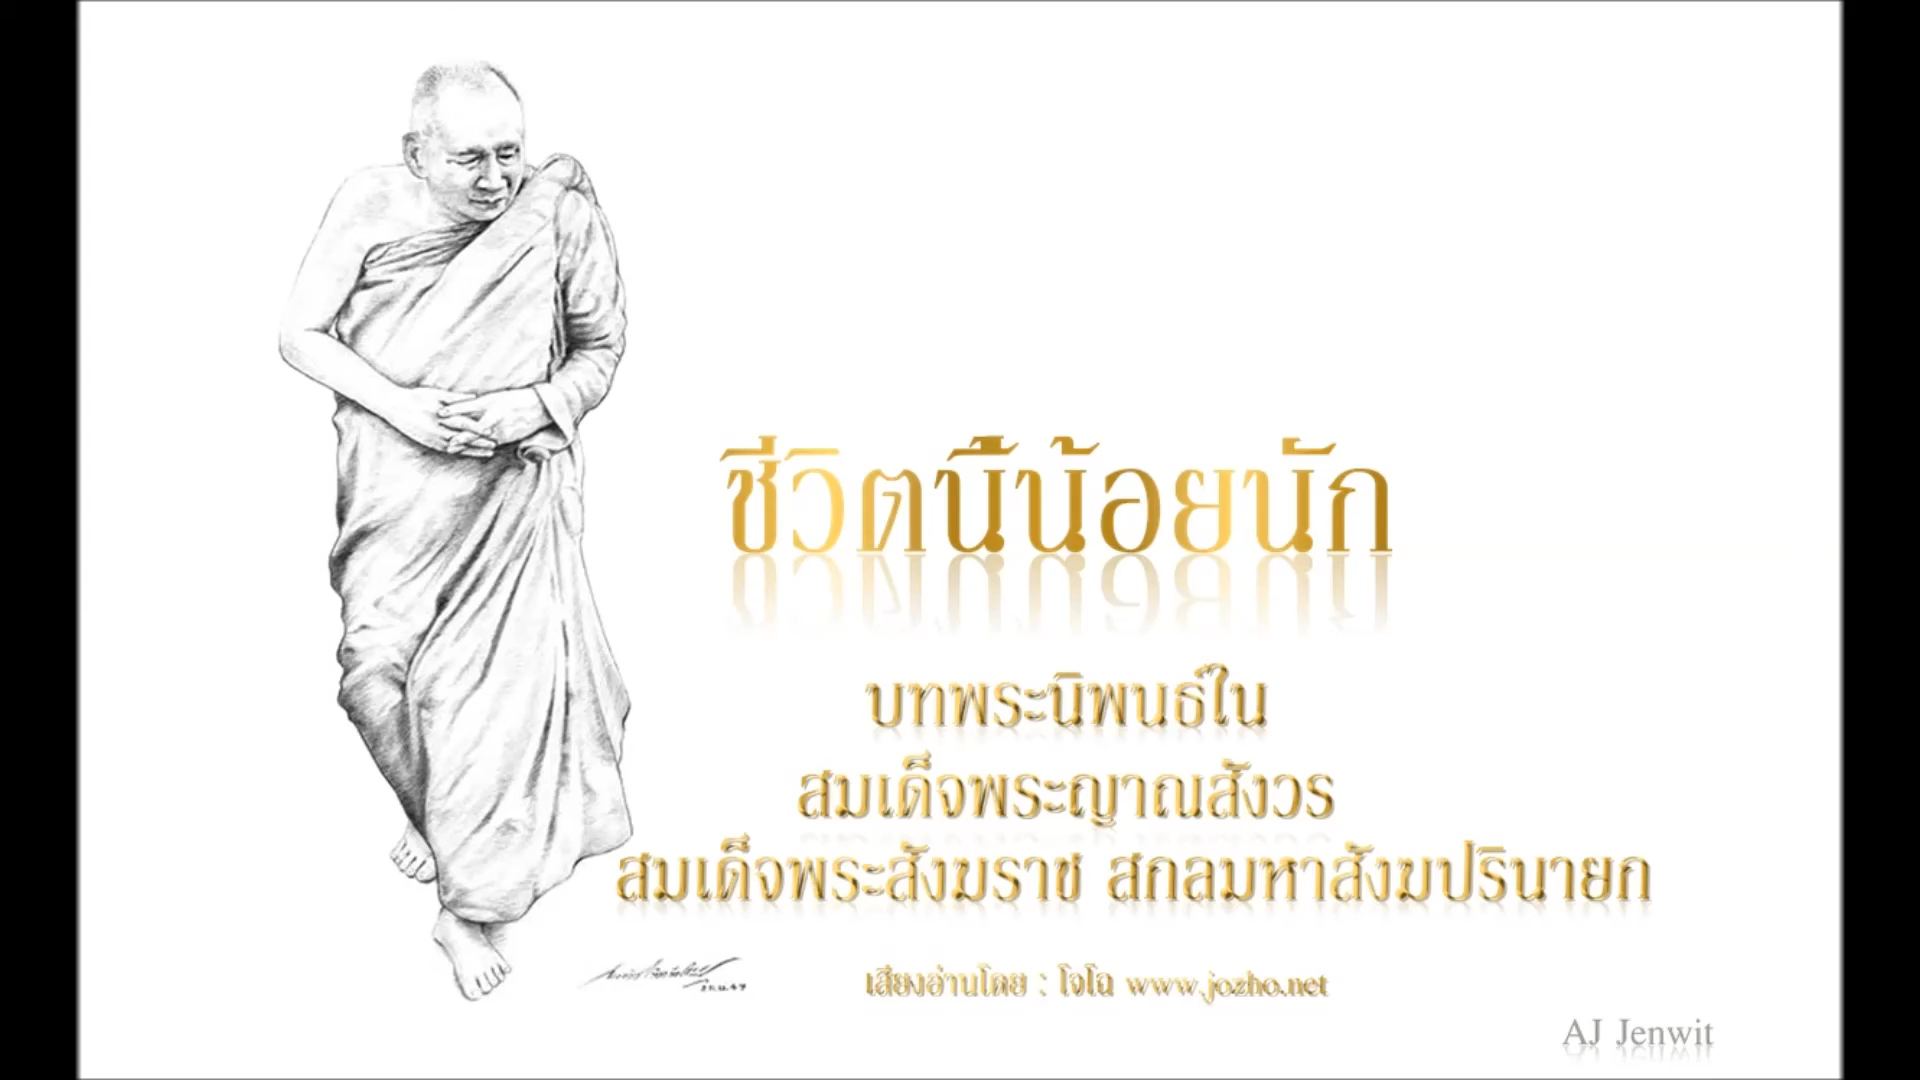 ชีวิตนี้น้อยนัก
บทพระนิพนธ์ใน
สมเด็จพระญาณสังวร
สมเด็จพระสังฆราช สกลมหาสังฆปรินายก
เสียงอ่านโดย : โจโฉ www.jozho.net
AJ Jenwit